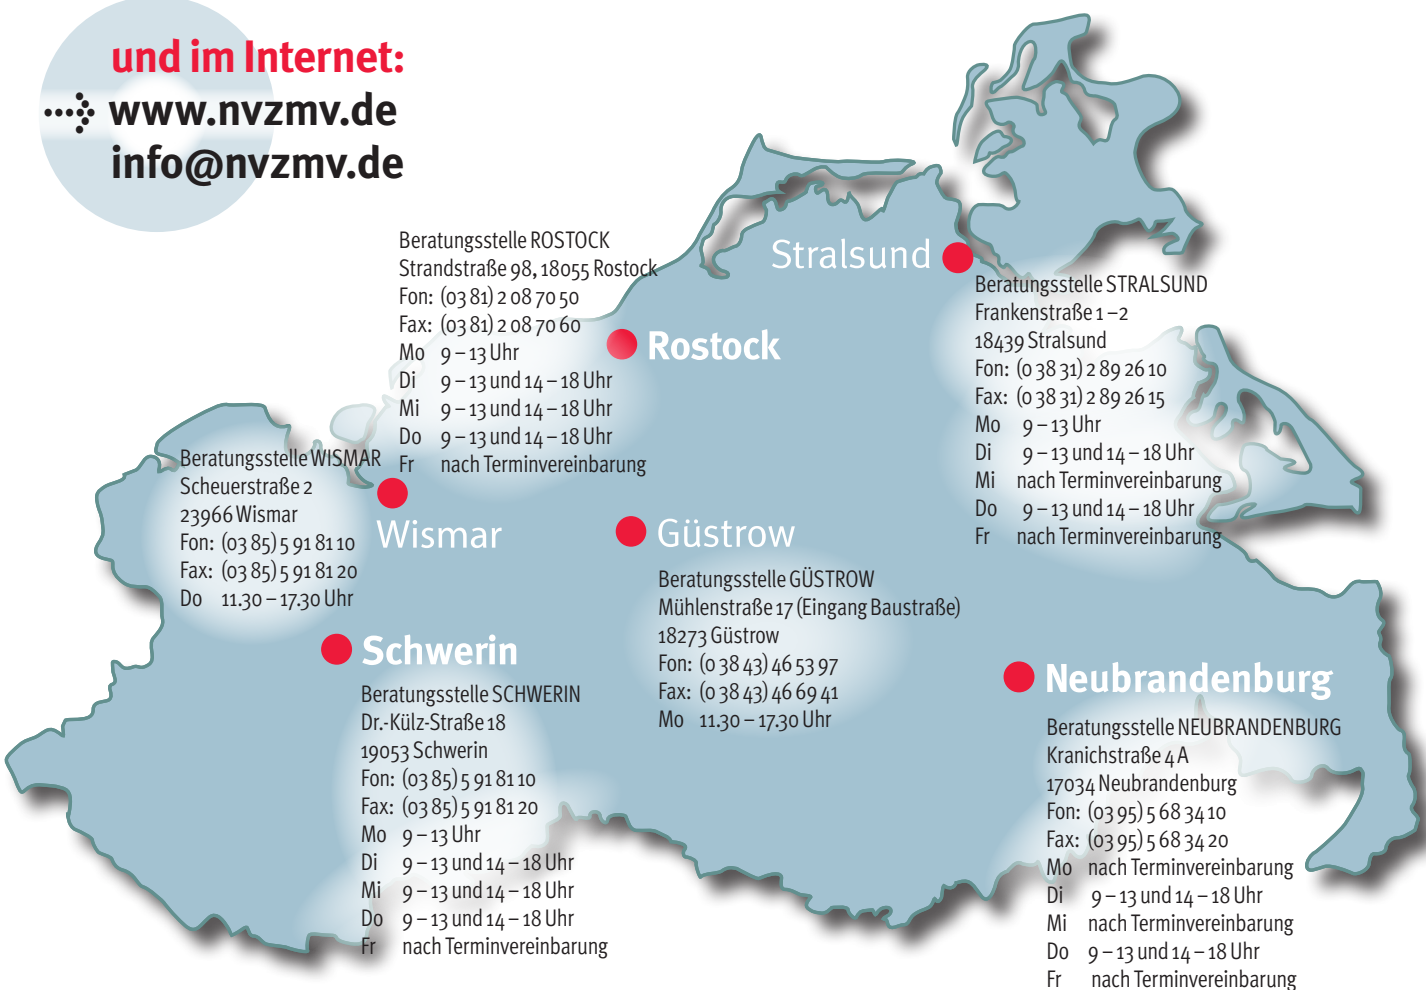 und im Internet:
www.nvzmv.de
info@nvzmv.de
Beratungsstelle ROSTOCK
Strandstraße 98, 18055 Rostock
Fon: (03 81) 2 08 70 50
Fax: (03 81) 2 08 70 60
Mo 9 – 13 Uhr
Di 9 – 13 und 14 – 18 Uhr
Mi 9 – 13 und 14 – 18 Uhr
Do 9 – 13 und 14 – 18 Uhr
Fr nach Terminvereinbarung
Rostock
Stralsund
Beratungsstelle STRALSUND
Frankenstraße 1 – 2
18439 Stralsund
Fon: (0 38 31) 2 89 26 10
Fax: (0 38 31) 2 89 26 15
Mo 9 – 13 Uhr
Di 9 – 13 und 14 – 18 Uhr
Mi nach Terminvereinbarung
Do 9 – 13 und 14 – 18 Uhr
Fr nach Terminvereinbarung
Beratungsstelle WISMAR
Scheuerstraße 2
23966 Wismar
Fon: (03 85) 5 91 81 10
Fax: (03 85) 5 91 81 20
Do 11.30 – 17.30 Uhr
Wismar
Güstrow
Beratungsstelle GÜSTROW
Mühlenstraße 17 (Eingang Baustraße)
18273 Güstrow
Fon: (0 38 43) 46 53 97
Fax: (0 38 43) 46 69 41
Mo 11.30 – 17.30 Uhr
Schwerin
Beratungsstelle SCHWERIN
Dr.-Külz-Straße 18
19053 Schwerin
Fon: (03 85) 5 91 81 10
Fax: (03 85) 5 91 81 20
Mo 9 – 13 Uhr
Di 9 – 13 und 14 – 18 Uhr
Mi 9 – 13 und 14 – 18 Uhr
Do 9 – 13 und 14 – 18 Uhr
Fr nach Terminvereinbarung
Neubrandenburg
Beratungsstelle NEUBRANDENBURG
Kranichstraße 4 A
17034 Neubrandenburg
Fon: (03 95) 5 68 34 10
Fax: (03 95) 5 68 34 20
Mo nach Terminvereinbarung
Di 9 – 13 und 14 – 18 Uhr
Mi nach Terminvereinbarung
Do 9 – 13 und 14 – 18 Uhr
Fr nach Terminvereinbarung